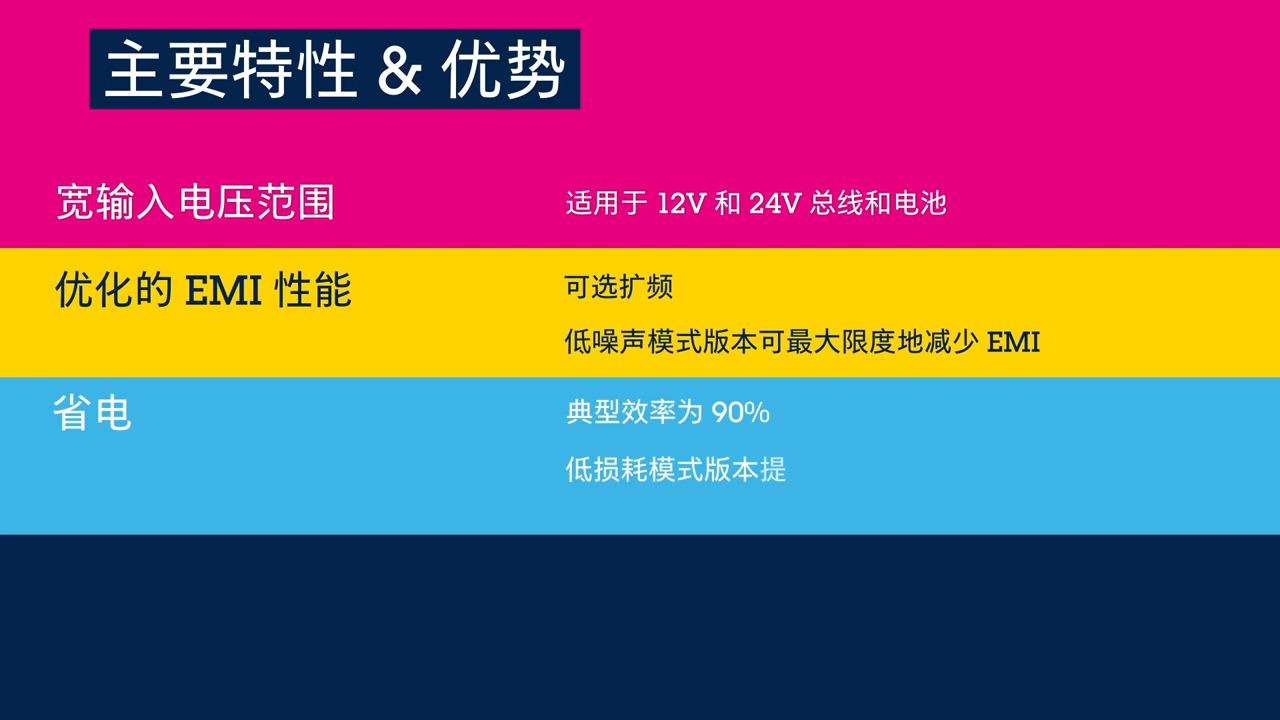 主要特性 & 优势
宽输入电压范围
适用于 12V 和 24V 总线和电池
优化的 EMI 性能
可选扩频
低噪声模式版本可最大限度地减少 EMI
省电
典型效率为 90%
低损耗模式版本提